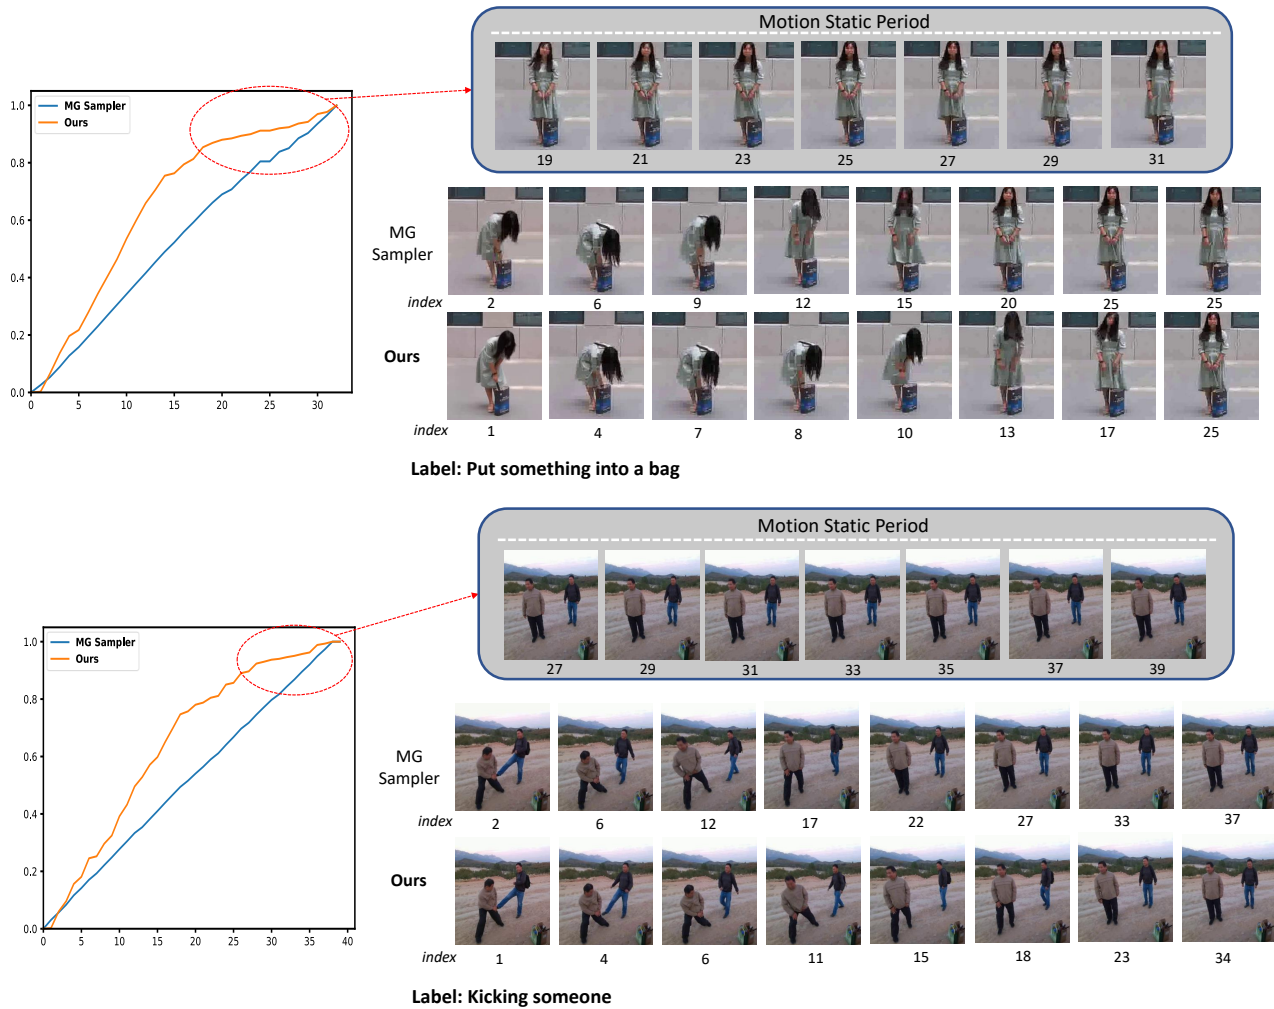 Motion Static Period
19 21 23 25 27 29 31
1.0
0.8
0.6
0.4
0.2
0.0
0 5 10 15 20 25 30
MG Sampler
Ours
MG
Sampler
index 2 6 9 12 15 20 25 25
Ours
index 1 4 7 8 10 13 17 25
Label: Put something into a bag
Motion Static Period
27 29 31 33 35 37 39
1.0
0.8
0.6
0.4
0.2
0.0
0 5 10 15 20 25 30 35 40
MG Sampler
Ours
MG
Sampler
index 2 6 12 17 22 27 33 37
Ours
index 1 4 6 11 15 18 23 34
Label: Kicking someone